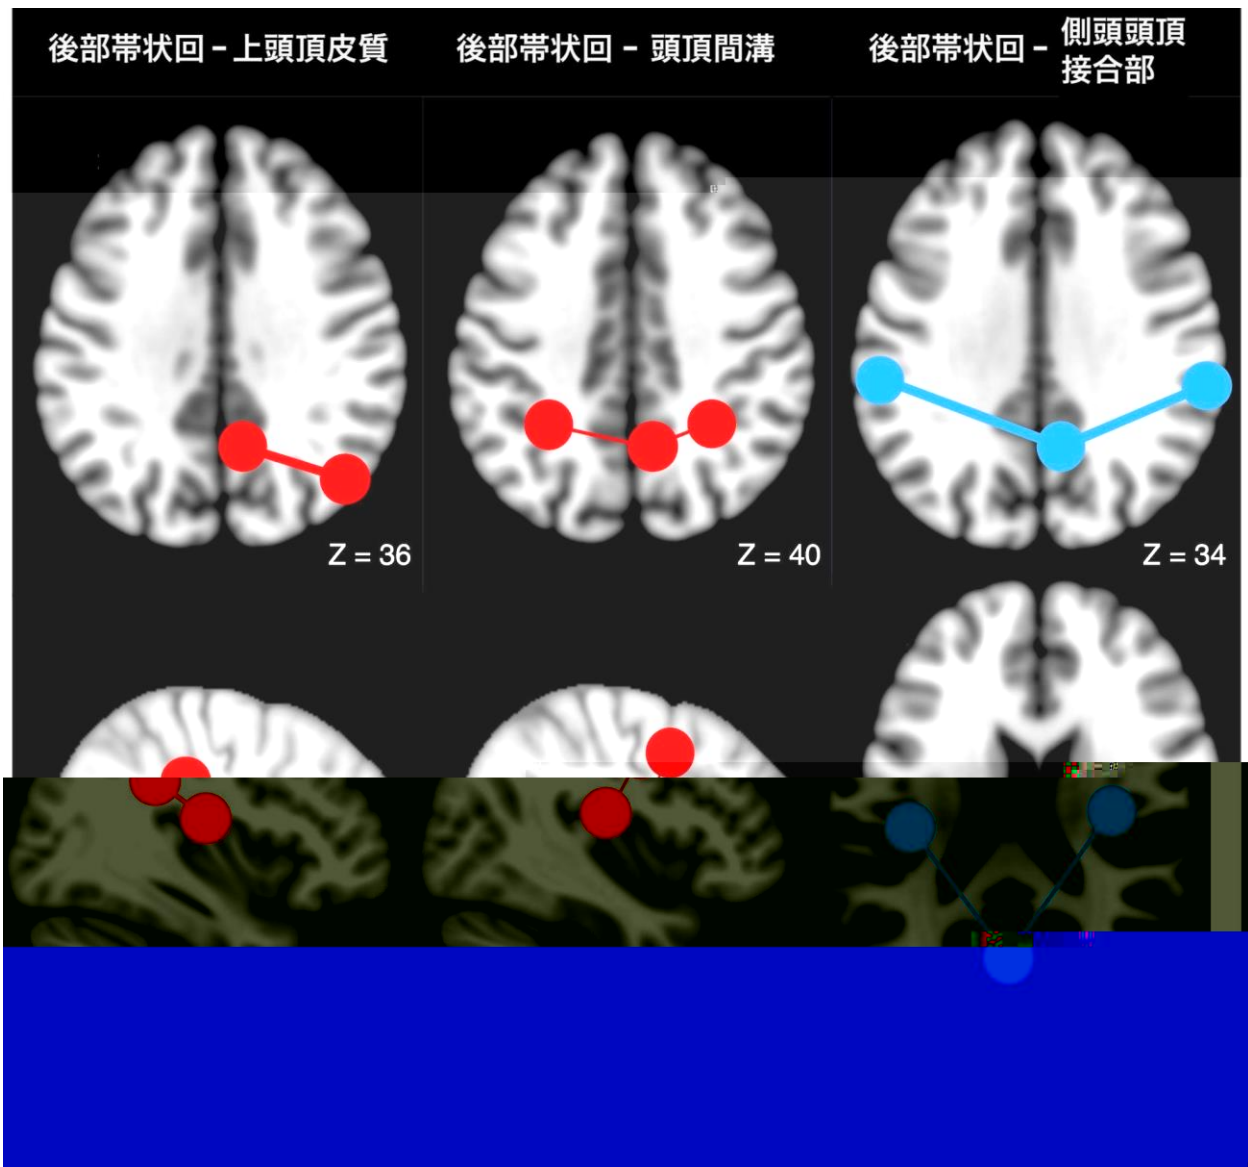 後部帯状回 - 上頭頂皮質
後部帯状回 - 頭頂間溝
後部帯状回 - 側頭頭頂
接合部
Z = 36
Z = 40
Z = 34